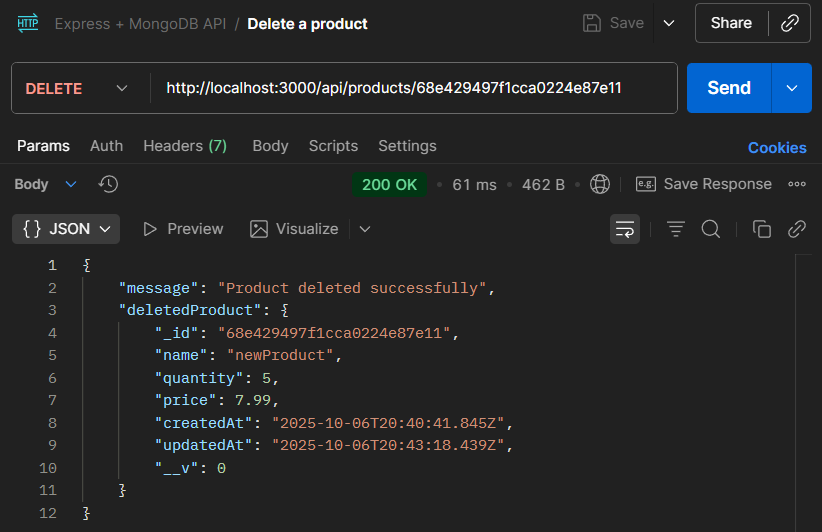 HTTP Express + MongoDB API / Delete a product Save Share
DELETE http://localhost:3000/api/products/68e429497f1cca0224e87e11 Send
Params Auth Headers (7) Body Scripts Settings Cookies
Body 200 OK • 61 ms • 462 B • e.g. Save Response
{} JSON Preview Visualize
1 {
2 "message": "Product deleted successfully",
3 "deletedProduct": {
4 "_id": "68e429497f1cca0224e87e11",
5 "name": "newProduct",
6 "quantity": 5,
7 "price": 7.99,
8 "createdAt": "2025-10-06T20:40:41.845Z",
9 "updatedAt": "2025-10-06T20:43:18.439Z",
10 "__v": 0
11 }
12 }